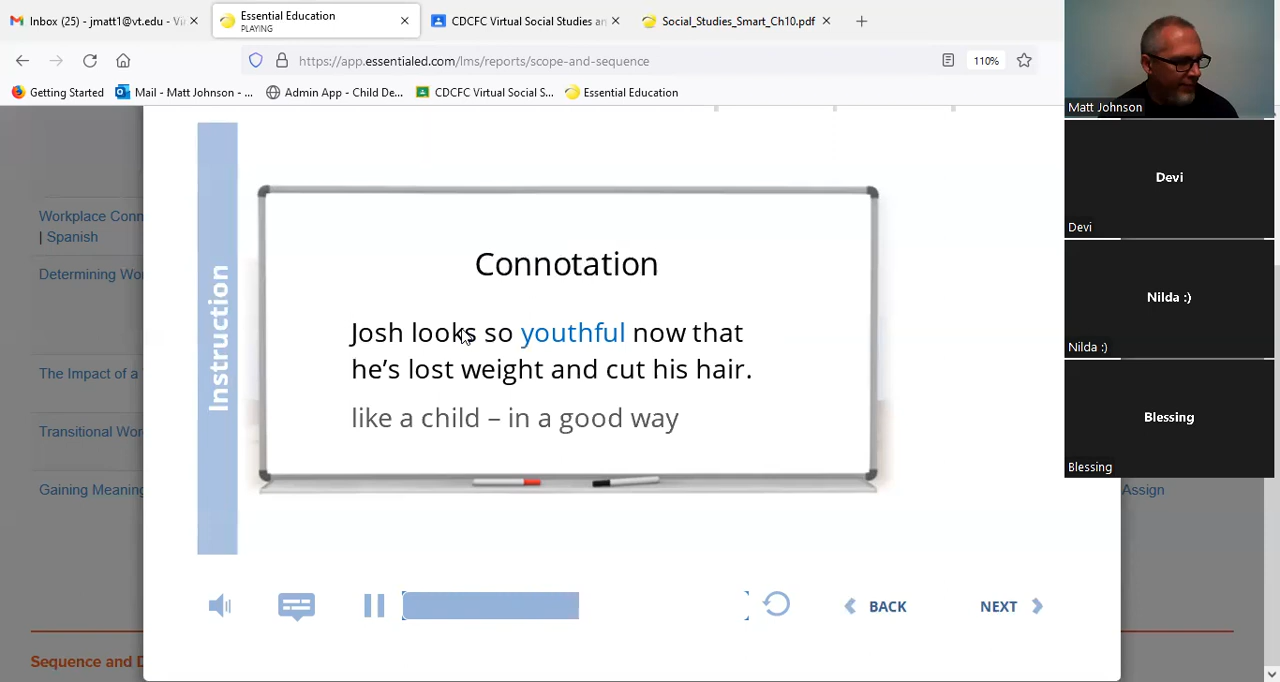 Inbox (25) - jmatt1@vt.edu - Vi
Essential Education
PLAYING
DCDCFC Virtual Social Studies an
Social_Studies_Smart_Ch10.pdf
https://app.essentialed.com/lms/reports/scope-and-sequence
110%
Getting Started
Mail - Matt Johnson - ...
Admin App - Child De...
CDCFC Virtual Social S...
Essential Education
Workplace Conn
| Spanish
Determining Wo
The Impact of a
Transitional Wor
Gaining Meaning
Sequence and D
Assign
Instruction
Connotation
Josh looks so youthful now that
he's lost weight and cut his hair.
like a child – in a good way
BACK
NEXT
Matt Johnson
Devi
Devi
Nilda :)
Nilda :)
Blessing
Blessing